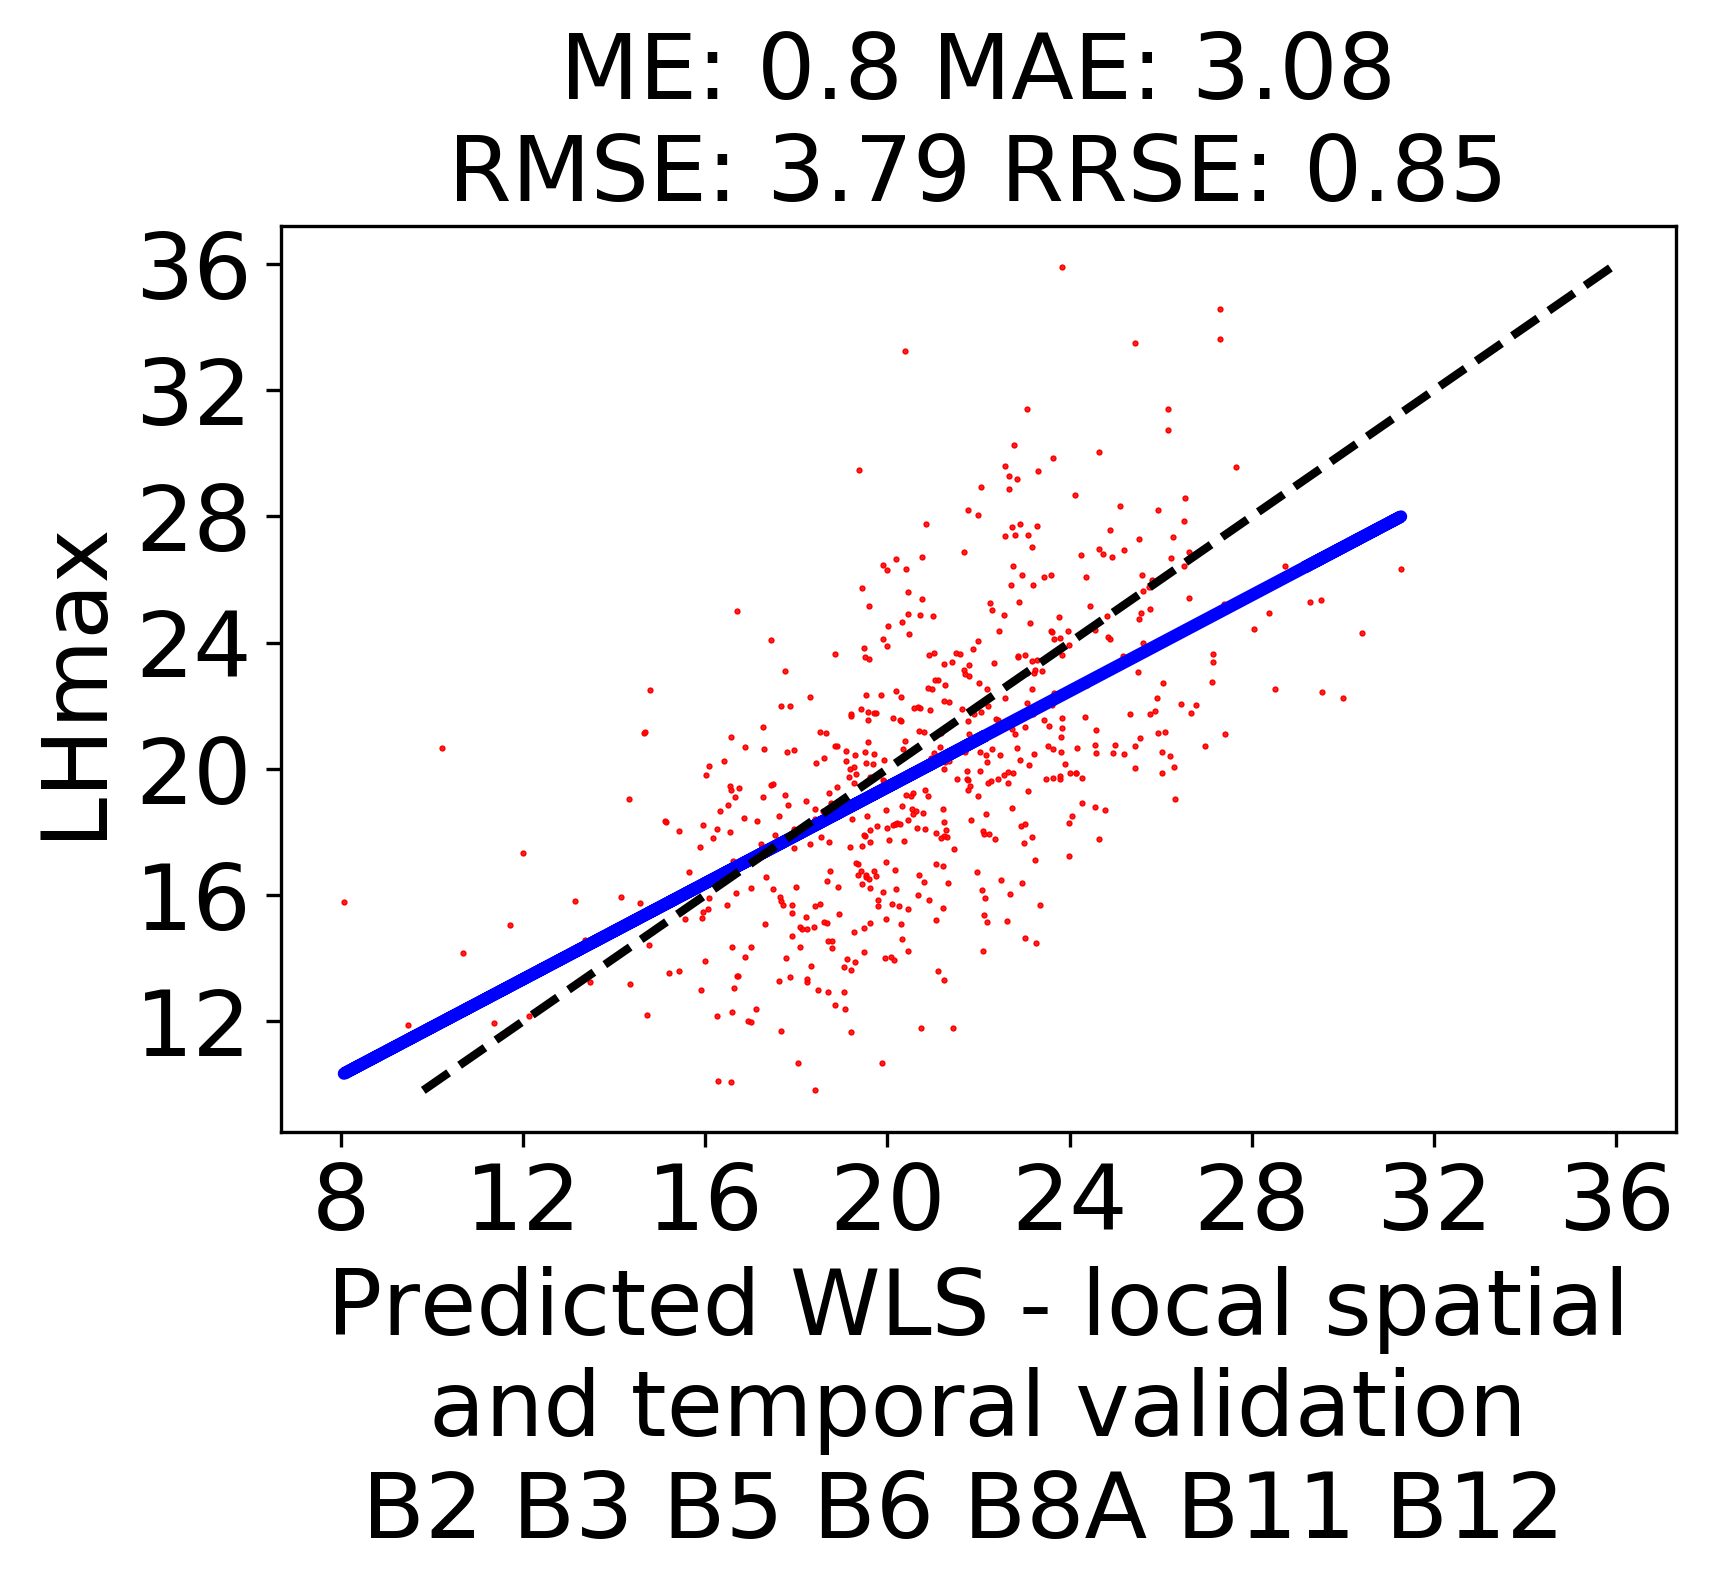 ME: 0.8 MAE: 3.08
RMSE: 3.79 RRSE: 0.85
36
32
28
24
20
16
12
LHmax
8 12 16 20 24 28 32 36
Predicted WLS - local spatial
and temporal validation
B2 B3 B5 B6 B8A B11 B12